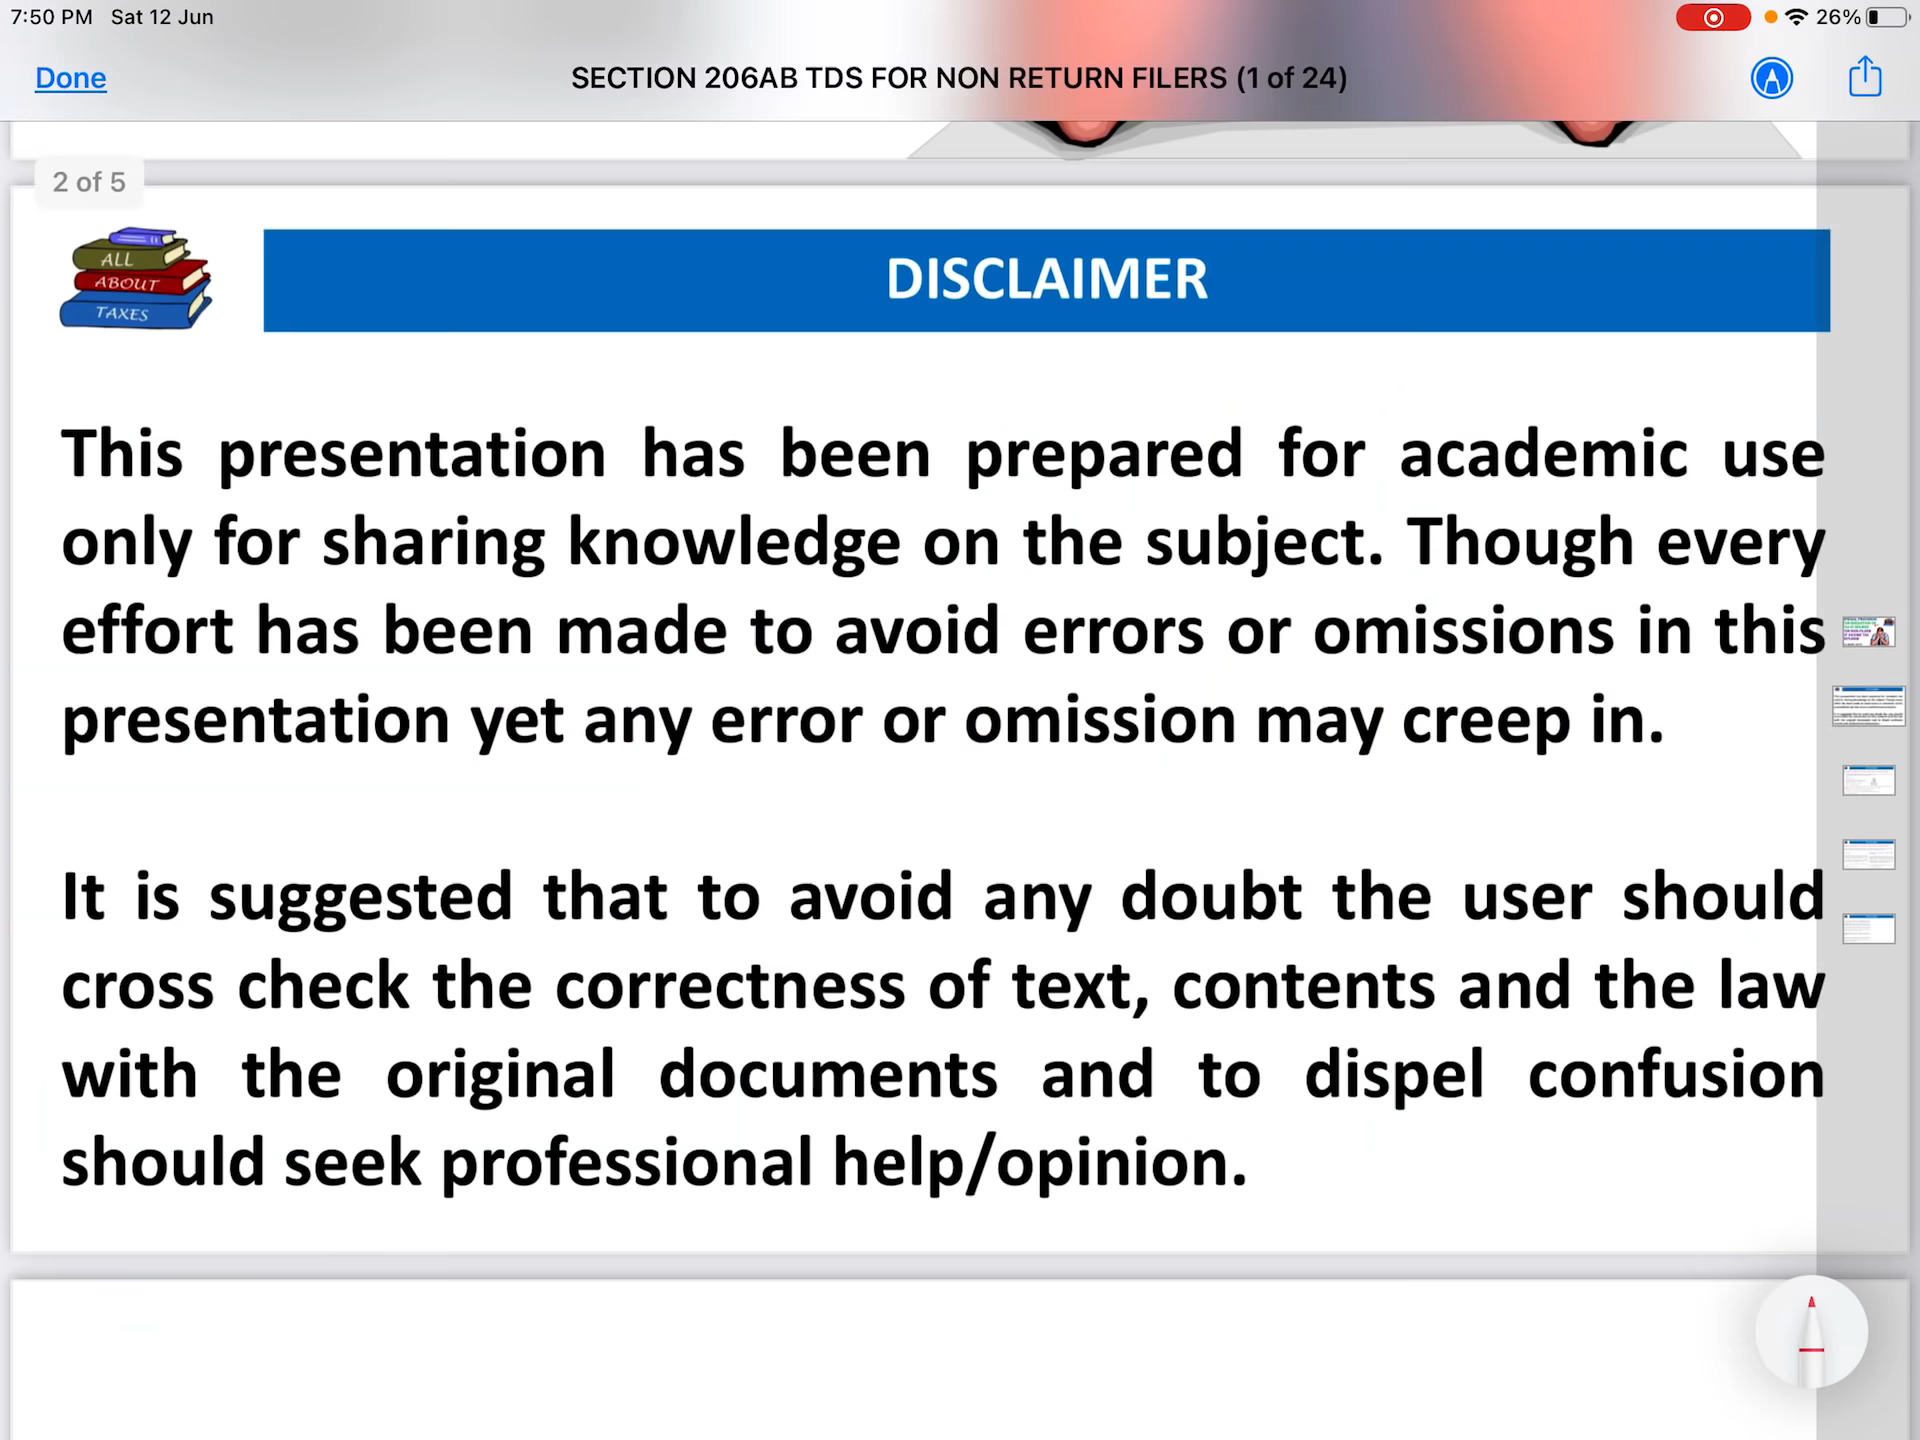 7:50 PM Sat 12 Jun
26%
Done
SECTION 206AB TDS FOR NON RETURN FILERS (1 of 24)
2 of 5
ALL
ABOUT
TAXES
DISCLAIMER
This presentation has been prepared for academic use
only for sharing knowledge on the subject. Though every
effort has been made to avoid errors or omissions in this
presentation yet any error or omission may creep in.
It is suggested that to avoid any doubt the user should
cross check the correctness of text, contents and the law
with the original documents and to dispel confusion
should seek professional help/opinion.